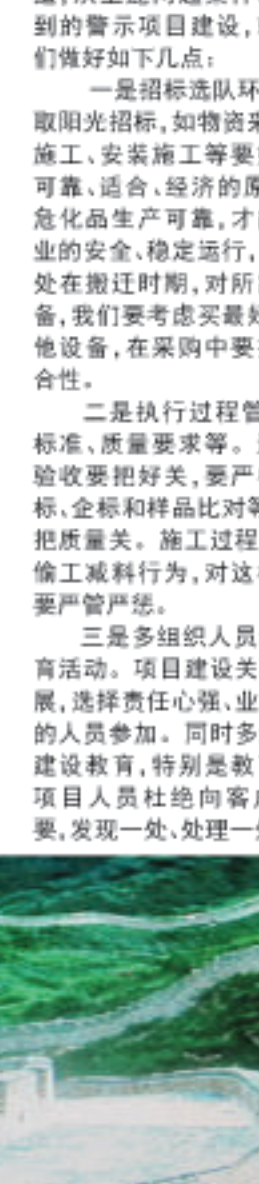 到的警示项目建设,
们做好如下几点:
一是招标选队环
取阳光招标,如物资来
施工、安装施工等要
可靠、适合、经济的原
危化品生产可靠,才
业的安全、稳定运行,
处在搬迁时期,对所
备,我们要考虑买最好
他设备,在采购中要
合性。
二是执行过程管
标准、质量要求等。
验收要把好关,要严
标、企标和样品比对等
把质量关。施工过程
偷工减料行为,对这
要严管严惩。
三是多组织人员
育活动。项目建设关
展,选择责任心强、业
的人员参加。同时多
建设教育,特别是教
项目人员杜绝向客
要,发现一处、处理一处